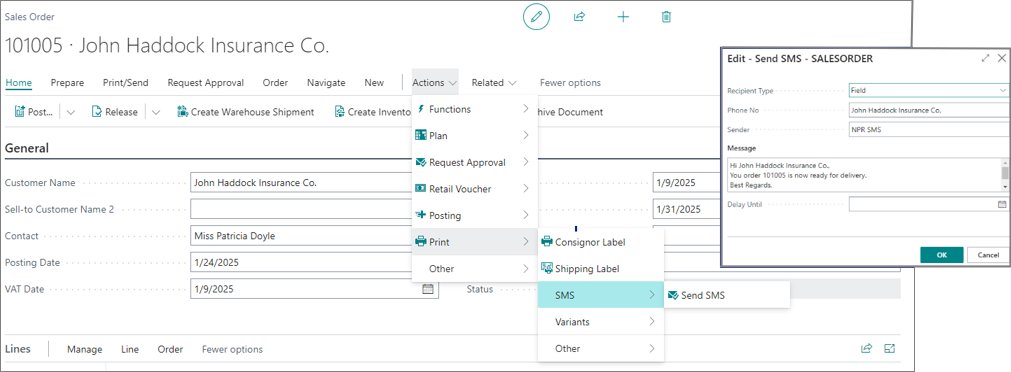 Sales Order
101005 · John Haddock Insurance Co.
Home Prepare Print/Send Request Approval Order Navigate New Actions Related Fewer options
Post... Release Create Warehouse Shipment Create Invento hive Document
General
Customer Name John Haddock Insurance Co. 1/9/2025
Sell-to Customer Name 2 1/31/2025
Contact Miss Patricia Doyle
Posting Date 1/24/2025
VAT Date 1/9/2025 Status
Functions
Plan
Request Approval
Retail Voucher
Posting
Print
Other
Consignor Label
Shipping Label
SMS
Variants
Other
Send SMS
Lines Manage Line Order Fewer options
Edit - Send SMS - SALESORDER
Recipient Type Field
Phone No John Haddock Insurance Co.
Sender NPR SMS
Message
Hi John Haddock Insurance Co.,
You order 101005 is now ready for delivery.
Best Regards.
Delay Until
OK Cancel